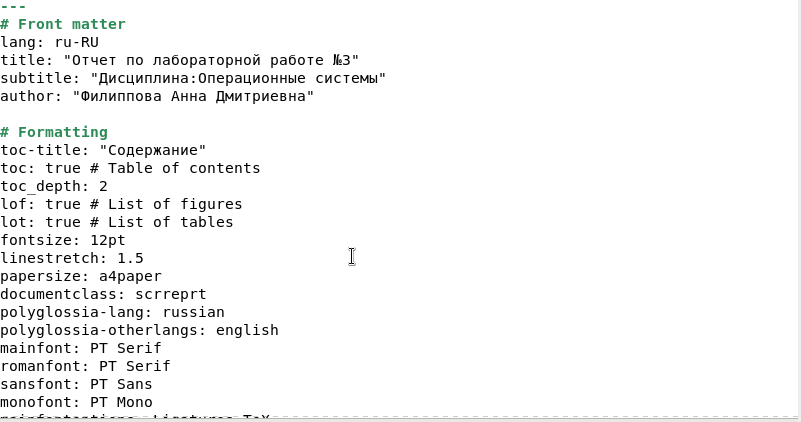 ---
# Front matter
lang: ru-RU
title: "Отчет по лабораторной работе №3"
subtitle: "Дисциплина:Операционные системы"
author: "Филиппова Анна Дмитриевна"
# Formatting
toc-title: "Содержание"
toc: true # Table of contents
toc_depth: 2
lof: true # List of figures
lot: true # List of tables
fontsize: 12pt
linestretch: 1.5
papersize: a4paper
documentclass: scrreprt
polyglossia-lang: russian
polyglossia-otherlangs: english
mainfont: PT Serif
romanfont: PT Serif
sansfont: PT Sans
monofont: PT Mono
mainfontoptions: Ligatures=TeX